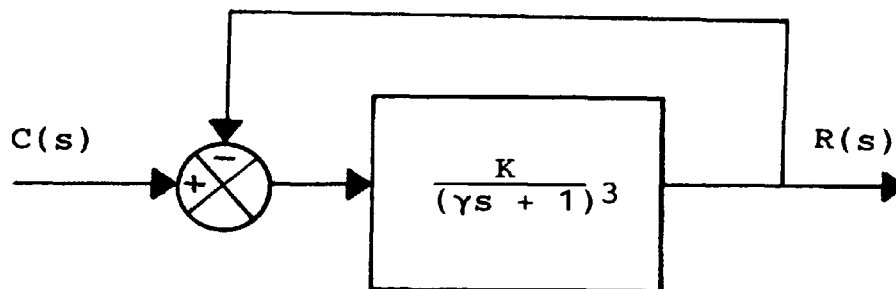 C(s)
R(s)
−
+
K
(γs + 1)3